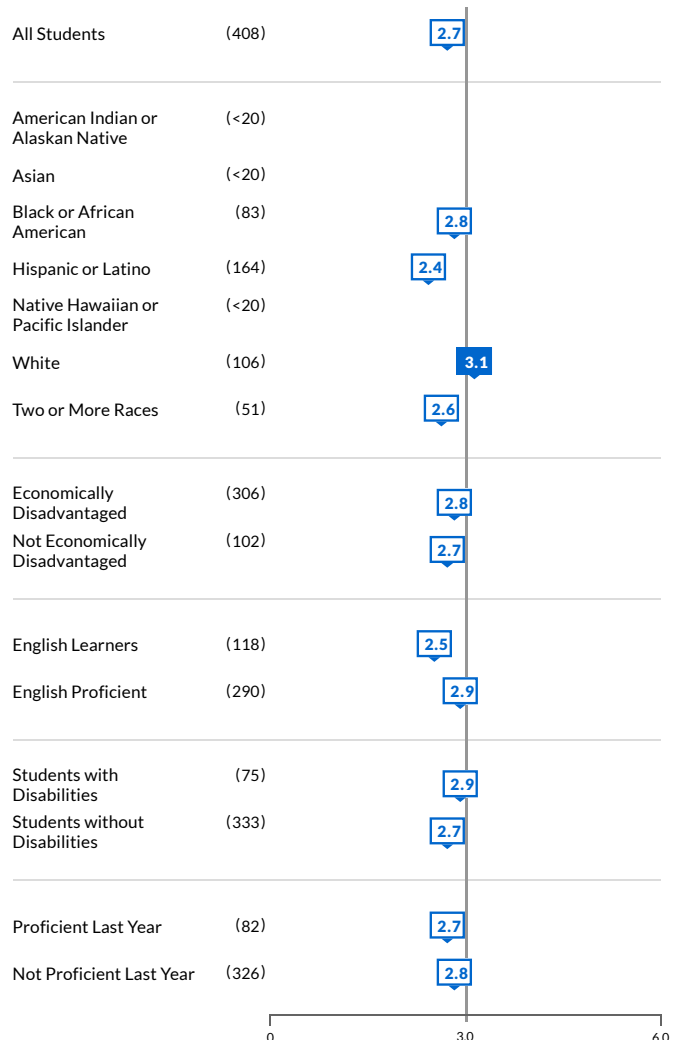 All Students (408) 2.7
American Indian or
Alaskan Native (<20)
Asian (<20)
Black or African
American (83) 2.8
Hispanic or Latino (164) 2.4
Native Hawaiian or
Pacific Islander (<20)
White (106) 3.1
Two or More Races (51) 2.6
Economically
Disadvantaged (306) 2.8
Not Economically
Disadvantaged (102) 2.7
English Learners (118) 2.5
English Proficient (290) 2.9
Students with
Disabilities (75) 2.9
Students without
Disabilities (333) 2.7
Proficient Last Year (82) 2.7
Not Proficient Last Year (326) 2.8
0 3.0 6.0